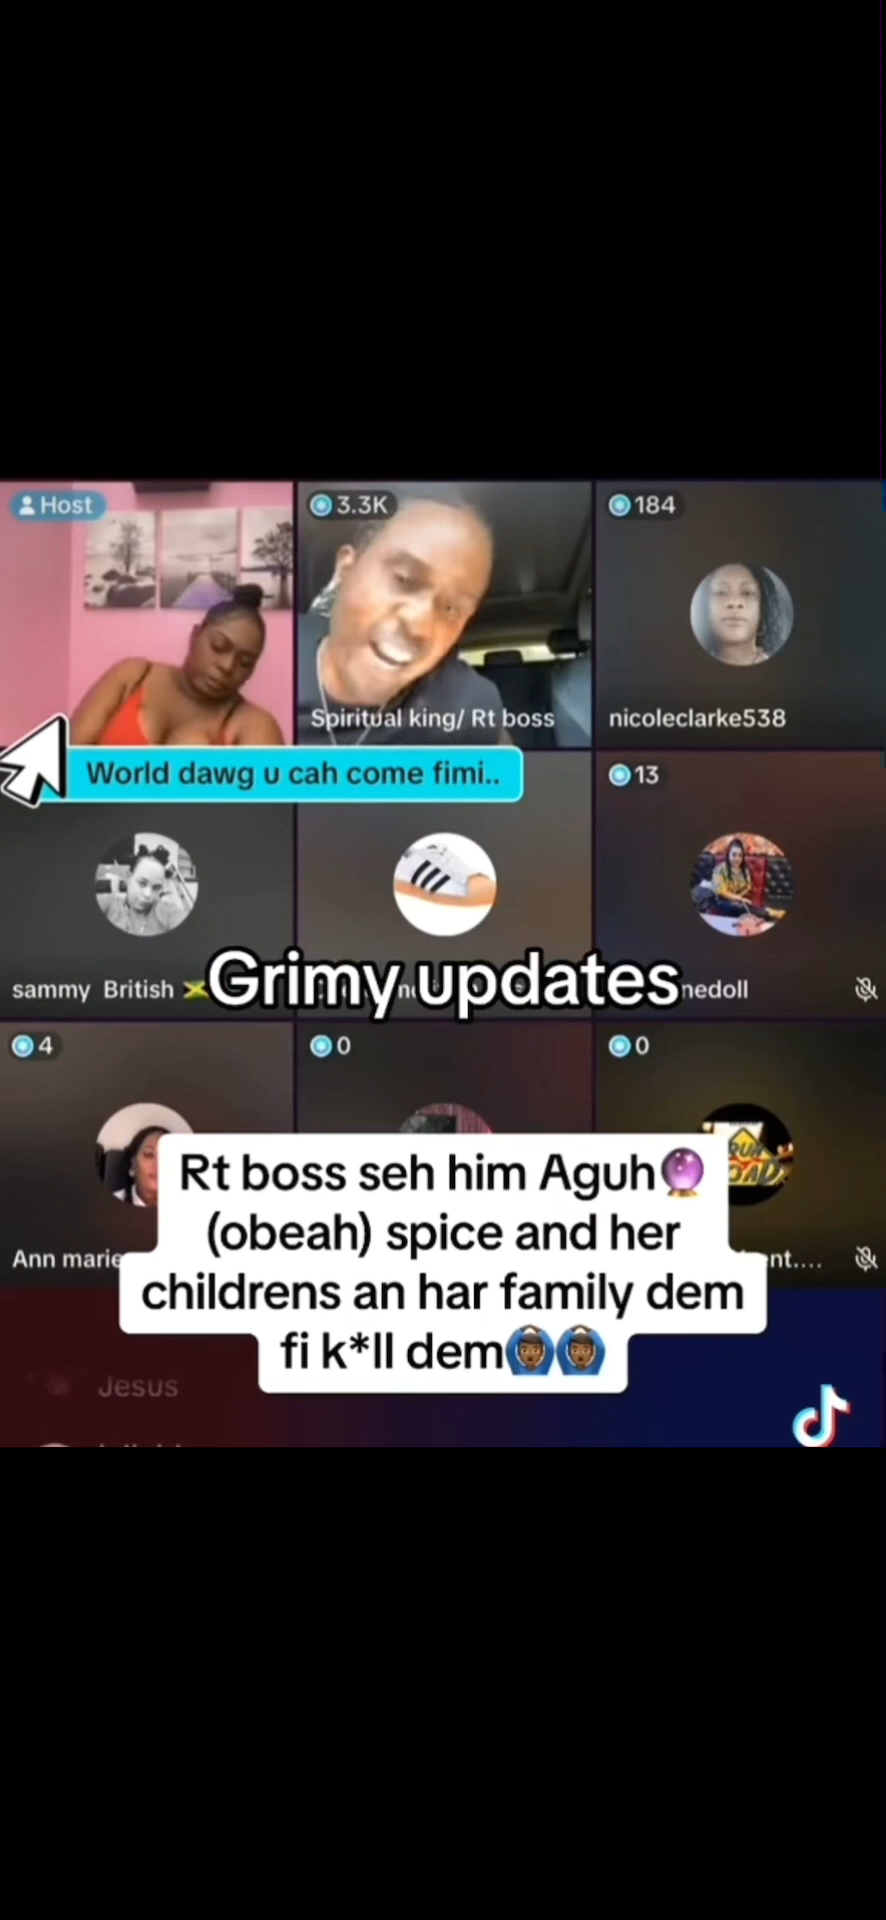 Host
3.3K
184
Spiritual king/ Rt boss
nicoleclarke538
World dawg u cah come fimi..
13
sammy British
Grimy updates
nedoll
4
0
0
RUN
Rt boss seh him Aguh🔮
(obeah) spice and her
childrens an har family dem
fi k*ll dem🙆🏾‍♂️🙆🏾‍♂️
Ann marie
nt....
Jesus